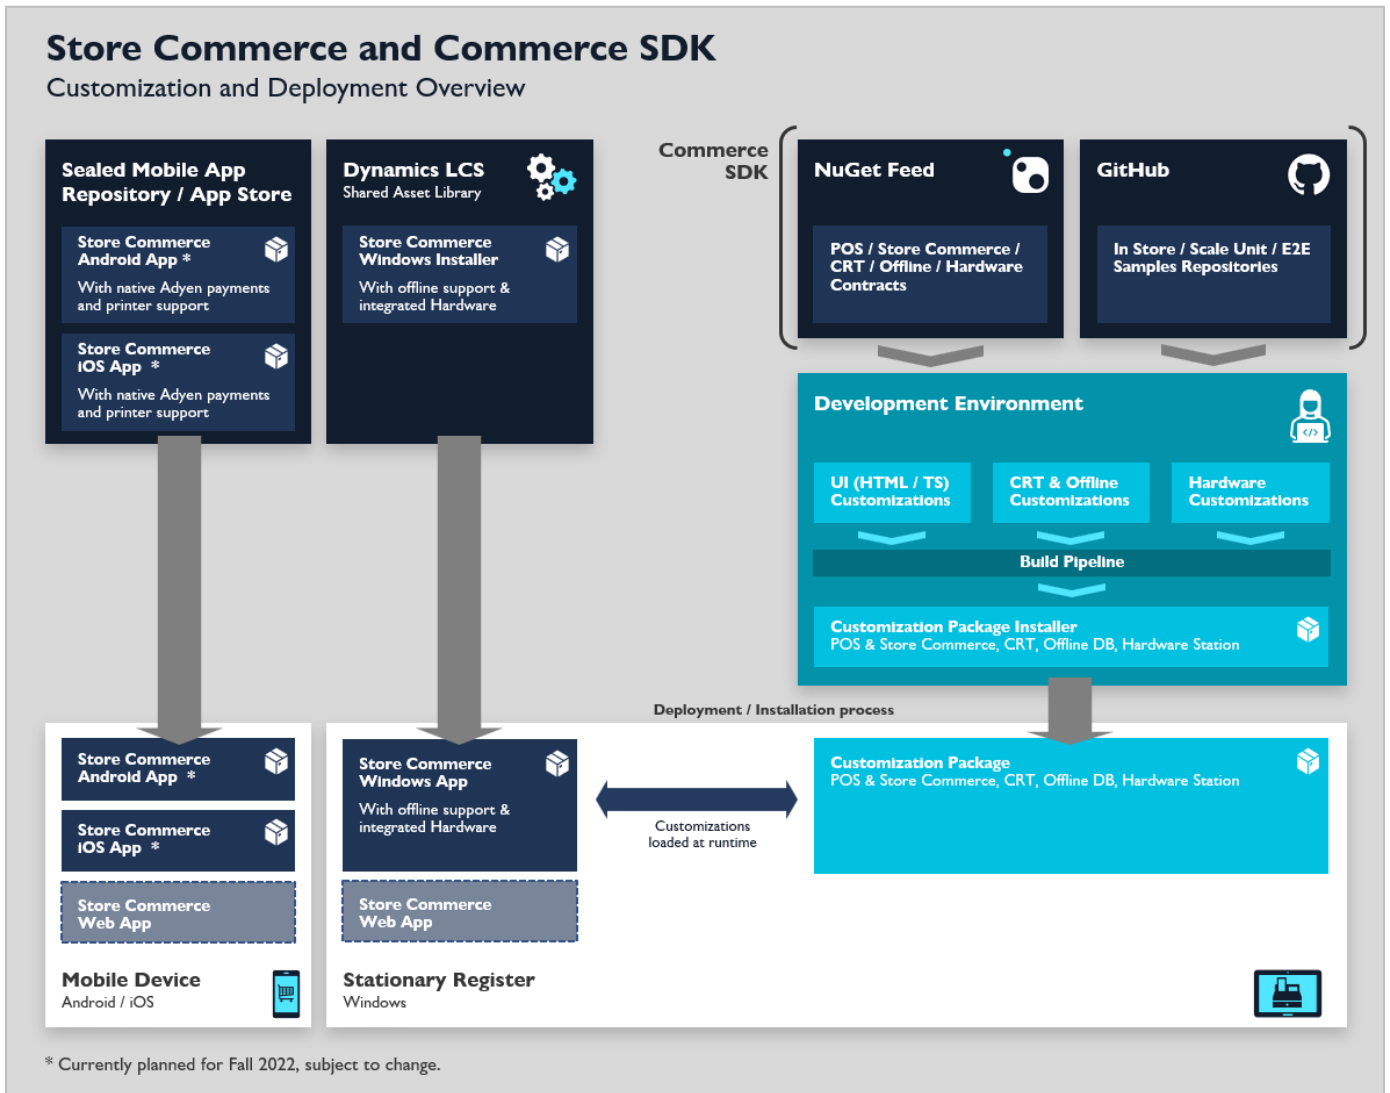 Store Commerce and Commerce SDK
Customization and Deployment Overview
Sealed Mobile App
Repository / App Store
Store Commerce
Android App *
With native Adyen payments
and printer support
Store Commerce
iOS App *
With native Adyen payments
and printer support
Dynamics LCS
Shared Asset Library
Store Commerce
Windows Installer
With offline support &
integrated Hardware
Commerce
SDK
NuGet Feed
POS / Store Commerce /
CRT / Offline / Hardware
Contracts
GitHub
In Store / Scale Unit / E2E
Samples Repositories
Development Environment
</>
UI (HTML / TS)
Customizations
CRT & Offline
Customizations
Hardware
Customizations
Build Pipeline
Customization Package Installer
POS & Store Commerce, CRT, Offline DB, Hardware Station
Deployment / Installation process
Store Commerce
Android App *
Store Commerce
iOS App *
Store Commerce
Web App
Mobile Device
Android / iOS
Store Commerce
Windows App
With offline support &
integrated Hardware
Store Commerce
Web App
Customizations
loaded at runtime
Customization Package
POS & Store Commerce, CRT, Offline DB, Hardware Station
Stationary Register
Windows
* Currently planned for Fall 2022, subject to change.